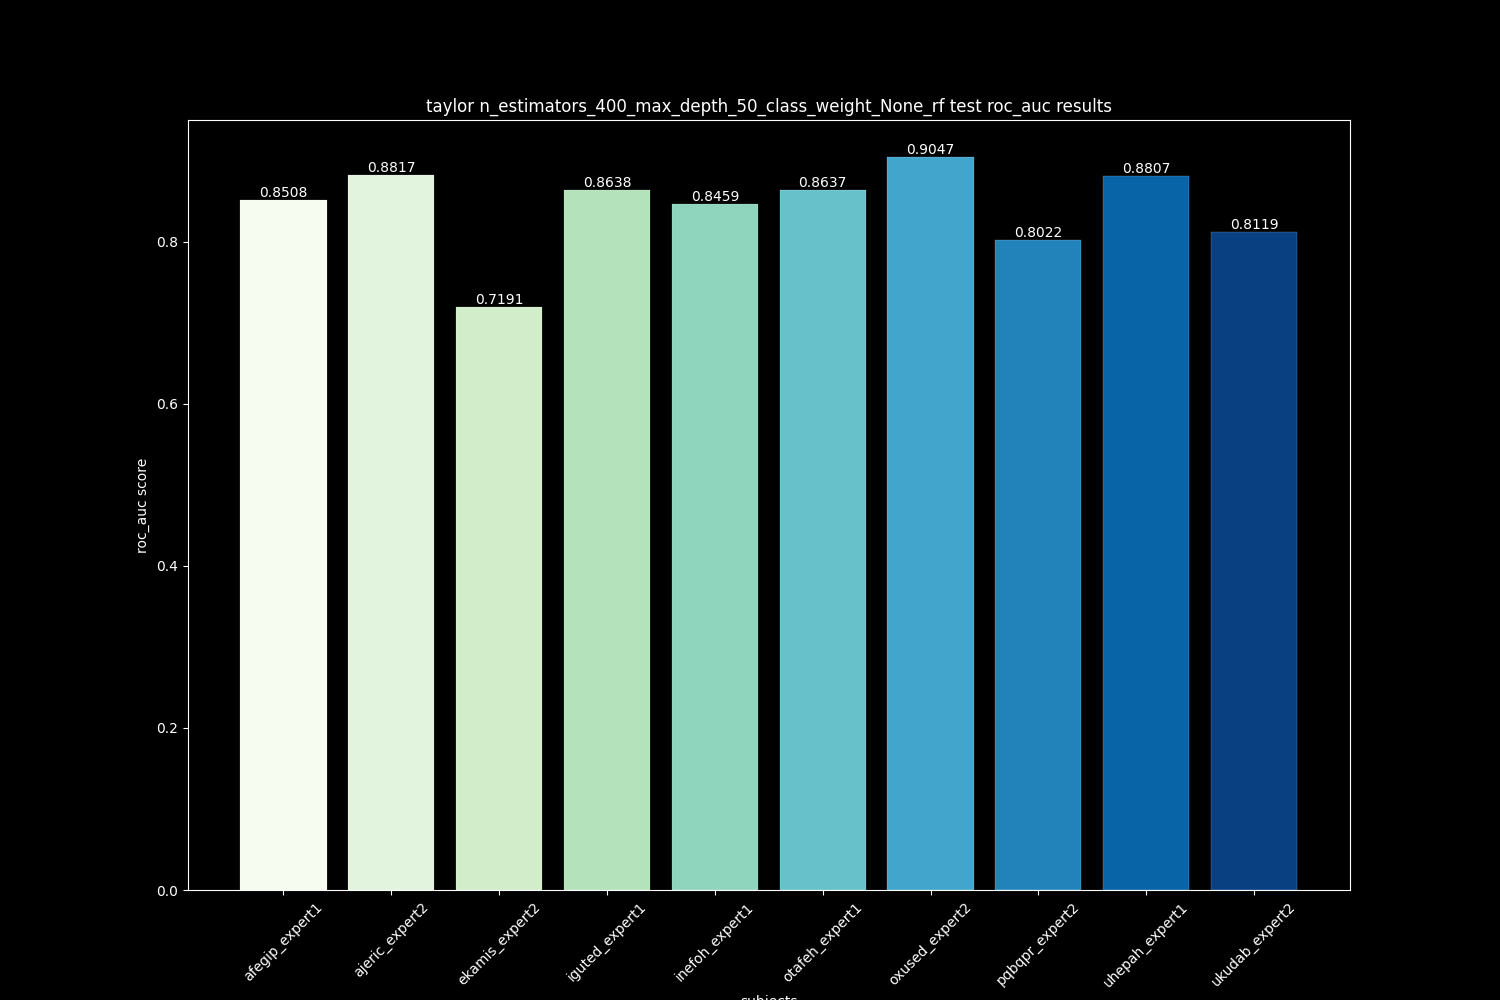 taylor n_estimators_400_max_depth_50_class_weight_None_rf test roc_auc results
0.9047
0.8817
0.8807
0.8638
0.8637
0.8508
0.8459
0.8119
0.8022
0.7191
0.8
0.6
0.4
0.2
0.0
roc_auc score
afegip_expert1
ajeric_expert2
ekamis_expert2
iguted_expert1
inefoh_expert1
otafeh_expert1
oxused_expert2
pqbqpr_expert2
uhepah_expert1
ukudab_expert2
subjects